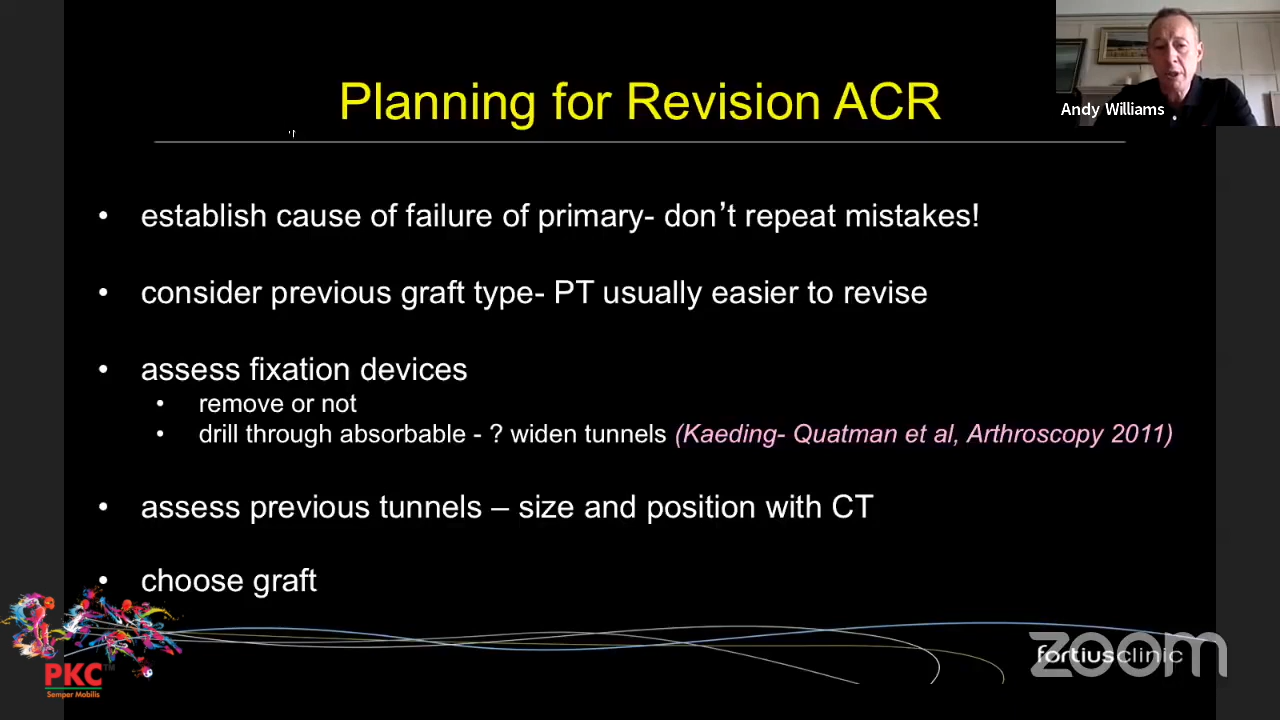 Planning for Revision ACR
Andy Williams
• establish cause of failure of primary- don’t repeat mistakes!
• consider previous graft type- PT usually easier to revise
• assess fixation devices
• remove or not
• drill through absorbable - ? widen tunnels (Kaeding- Quatman et al, Arthroscopy 2011)
• assess previous tunnels – size and position with CT
• choose graft
PKC™
Semper Mobilis
fortiusclinic
zoom